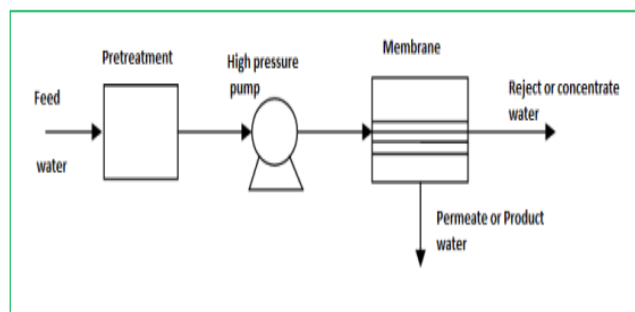 Pretreatment
High pressure
pump
Membrane
Feed
water
Reject or concentrate
water
Permeate or Product
water